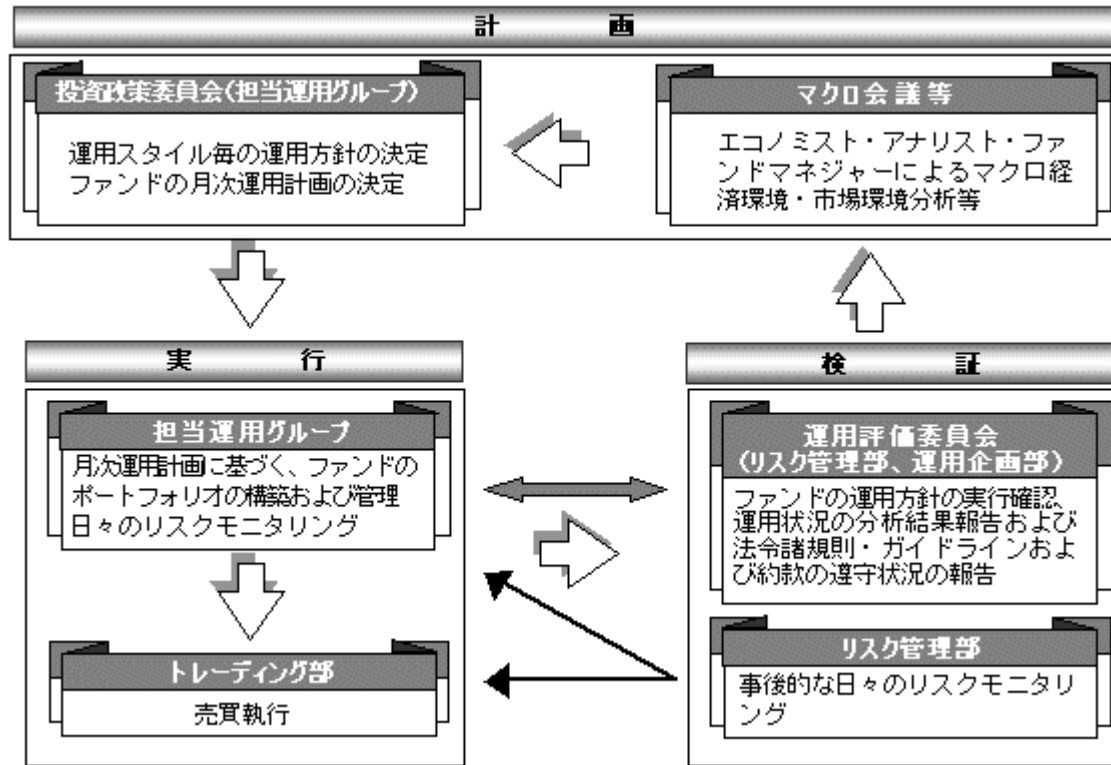 計画
投資政策委員会(担当運用グループ)
運用スタイル毎の運用方針の決定
ファンドの月次運用計画の決定
マクロ会議等
エコノミスト・アナリスト・ファ
ンドマネジャーによるマクロ経
済環境・市場環境分析等
実行
担当運用グループ
月次運用計画に基づく、ファンドの
ポートフォリオの構築および管理
日々のリスクモニタリング
トレーディング部
売買執行
検証
運用評価委員会
(リスク管理部、運用企画部)
ファンドの運用方針の実行確認、
運用状況の分析結果報告および
法令諸規則・ガイドラインおよ
び約款の遵守状況の報告
リスク管理部
事後的な日々のリスクモニタリ
ング